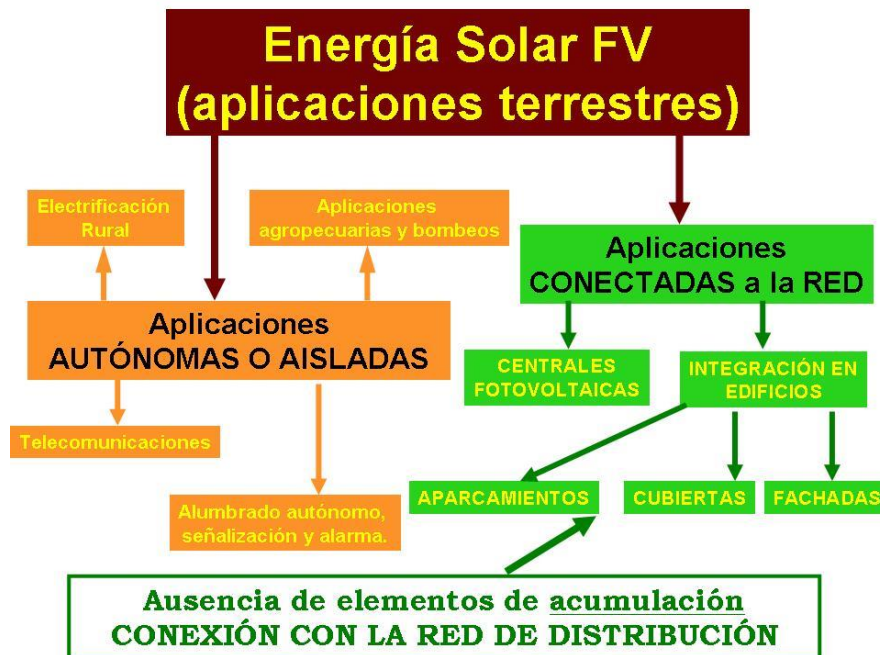 Energía Solar FV
(aplicaciones terrestres)
Electrificación
Rural
Aplicaciones
agropecuarias y bombeos
Aplicaciones
CONECTADAS a la RED
Aplicaciones
AUTÓNOMAS O AISLADAS
CENTRALES
FOTOVOLTAICAS
INTEGRACIÓN EN
EDIFICIOS
Telecomunicaciones
Alumbrado autónomo,
señalización y alarma.
APARCAMIENTOS
CUBIERTAS
FACHADAS
Ausencia de elementos de acumulación
CONEXIÓN CON LA RED DE DISTRIBUCIÓN